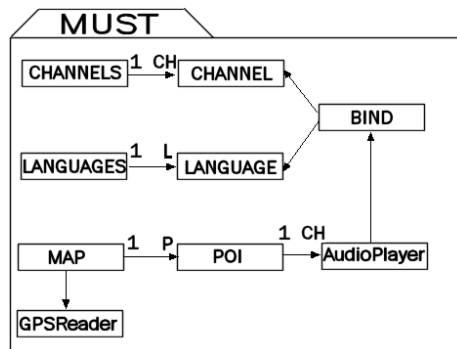 MUST
CHANNELS 1 CH CHANNEL
BIND
LANGUAGES 1 L LANGUAGE
MAP 1 P POI 1 CH AudioPlayer
GPSReader